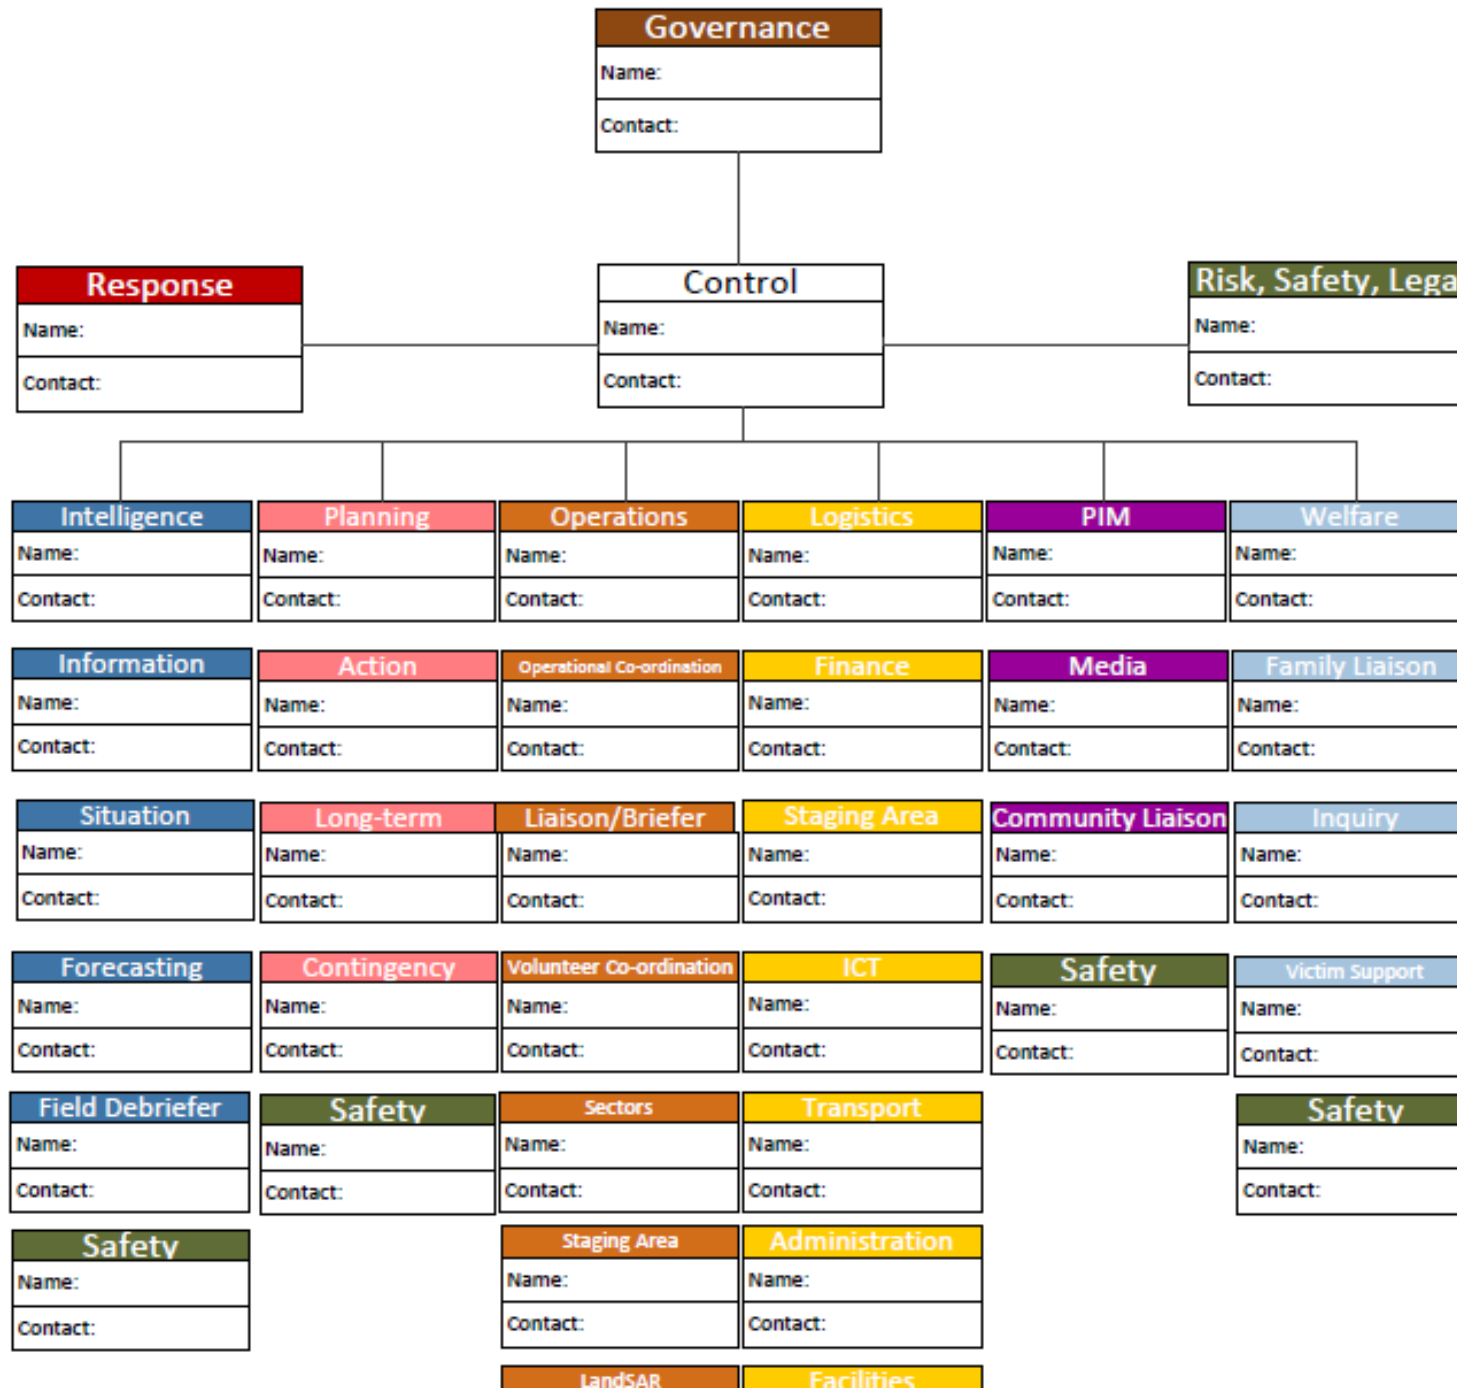 Governance
Name:
Contact:
Response
Name:
Contact:
Control
Name:
Contact:
Risk, Safety, Lega
Name:
Contact:
Intelligence
Name:
Contact:
Planning
Name:
Contact:
Operations
Name:
Contact:
Logistics
Name:
Contact:
PIM
Name:
Contact:
Welfare
Name:
Contact:
Information
Name:
Contact:
Action
Name:
Contact:
Operational Co-ordination
Name:
Contact:
Finance
Name:
Contact:
Media
Name:
Contact:
Family Liaison
Name:
Contact:
Situation
Name:
Contact:
Long-term
Name:
Contact:
Liaison/Briefer
Name:
Contact:
Staging Area
Name:
Contact:
Community Liaison
Name:
Contact:
Inquiry
Name:
Contact:
Forecasting
Name:
Contact:
Contingency
Name:
Contact:
Volunteer Co-ordination
Name:
Contact:
ICT
Name:
Contact:
Safety
Name:
Contact:
Victim Support
Name:
Contact:
Field Debriefer
Name:
Contact:
Safety
Name:
Contact:
Sectors
Name:
Contact:
Transport
Name:
Contact:
Safety
Name:
Contact:
Safety
Name:
Contact:
Staging Area
Name:
Contact:
Administration
Name:
Contact:
LandSAR
Facilities